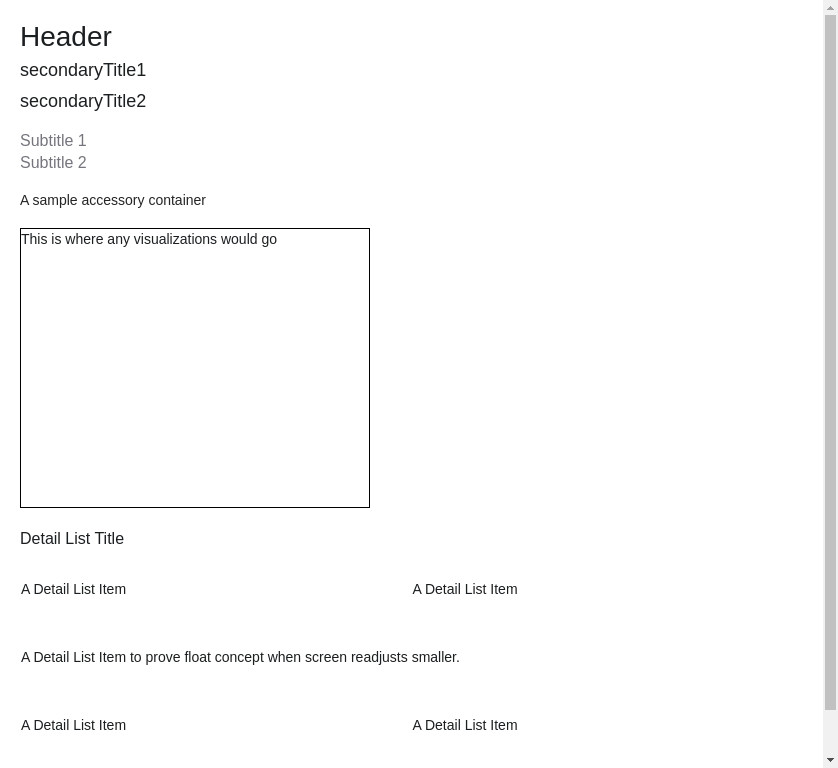 Header
secondaryTitle1
secondaryTitle2
Subtitle 1
Subtitle 2
A sample accessory container
This is where any visualizations would go
Detail List Title
A Detail List Item
A Detail List Item
A Detail List Item to prove float concept when screen readjusts smaller.
A Detail List Item
A Detail List Item